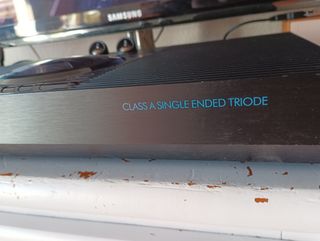 SAMSUNG
CLASS A SINGLE ENDED TRIODE